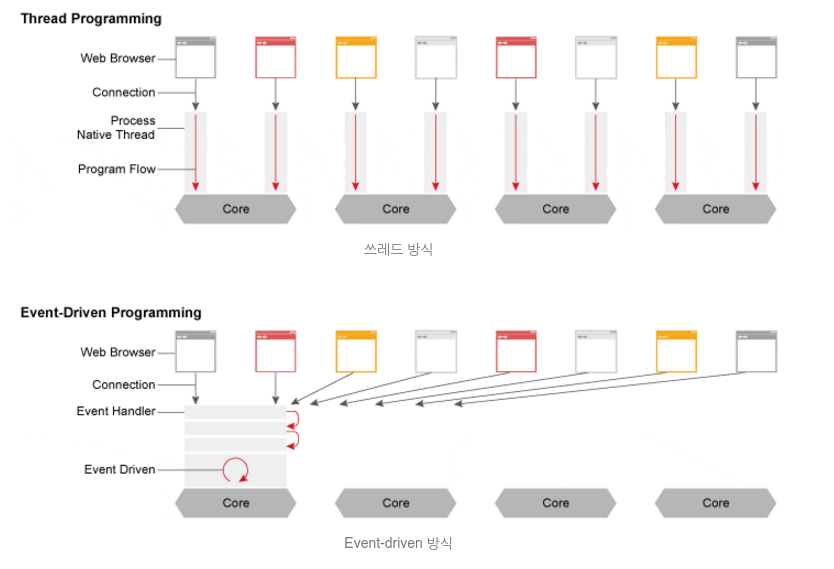 Thread Programming
Web Browser
Connection
Process
Native Thread
Program Flow
Core Core Core Core
쓰레드 방식
Event-Driven Programming
Web Browser
Connection
Event Handler
Event Driven
Core Core Core Core
Event-driven 방식